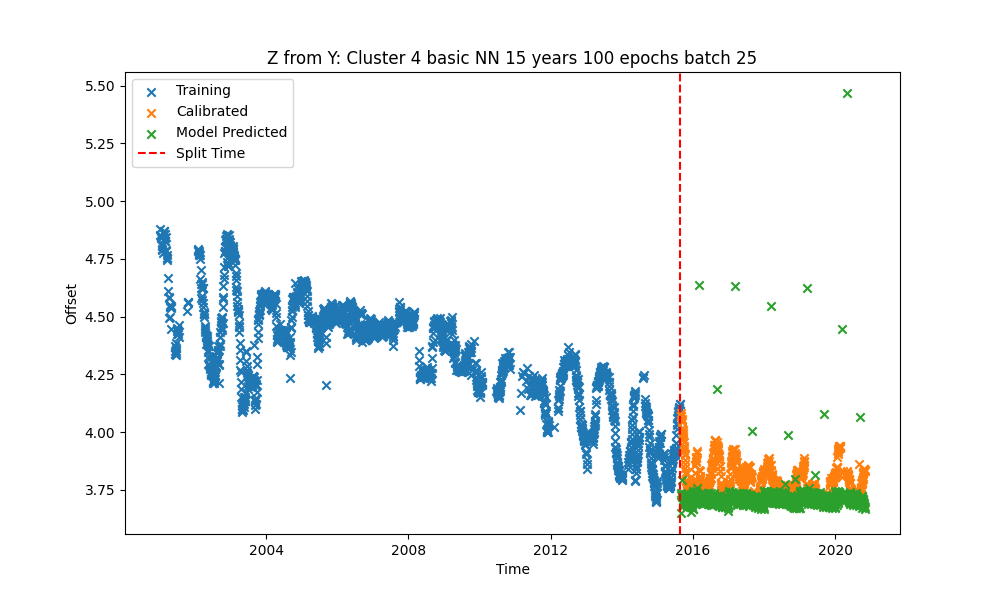 Z from Y: Cluster 4 basic NN 15 years 100 epochs batch 25
Training
Calibrated
Model Predicted
Split Time
5.50
5.25
5.00
4.75
4.50
4.25
4.00
3.75
Offset
2004
2008
2012
2016
2020
Time